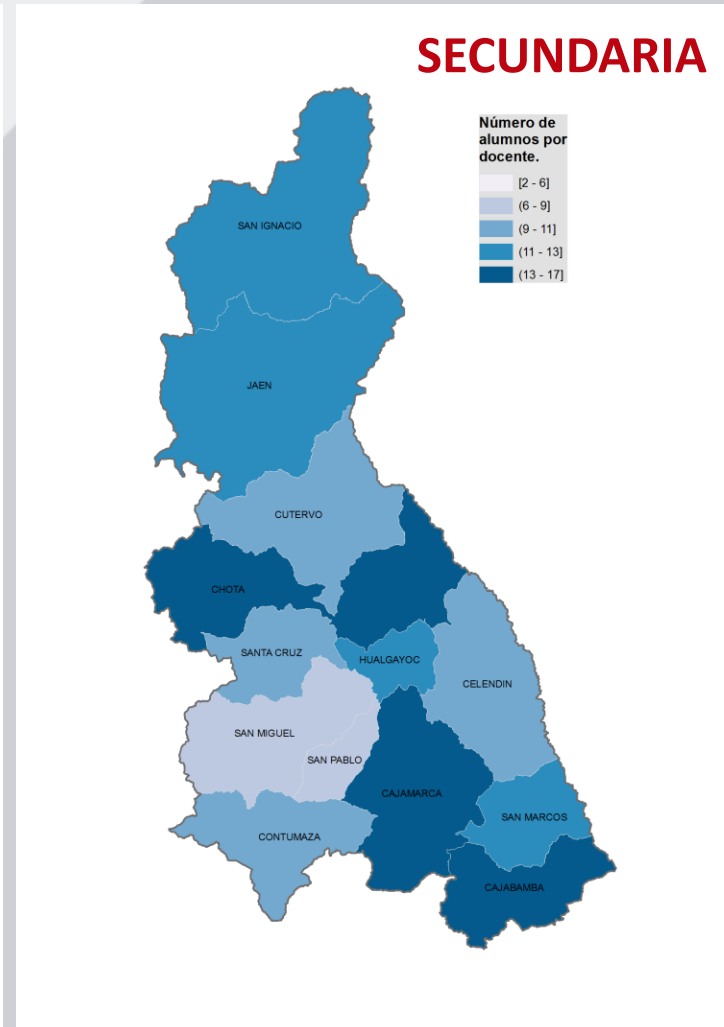 SECUNDARIA
Número de
alumnos por
docente.
[2 - 6]
(6 - 9]
(9 - 11]
(11 - 13]
(13 - 17]
SAN IGNACIO
JAEN
CUTERVO
CHOTA
SANTA CRUZ
HUALGAYOC
CELENDIN
SAN MIGUEL
SAN PABLO
CAJAMARCA
SAN MARCOS
CONTUMAZA
CAJABAMBA